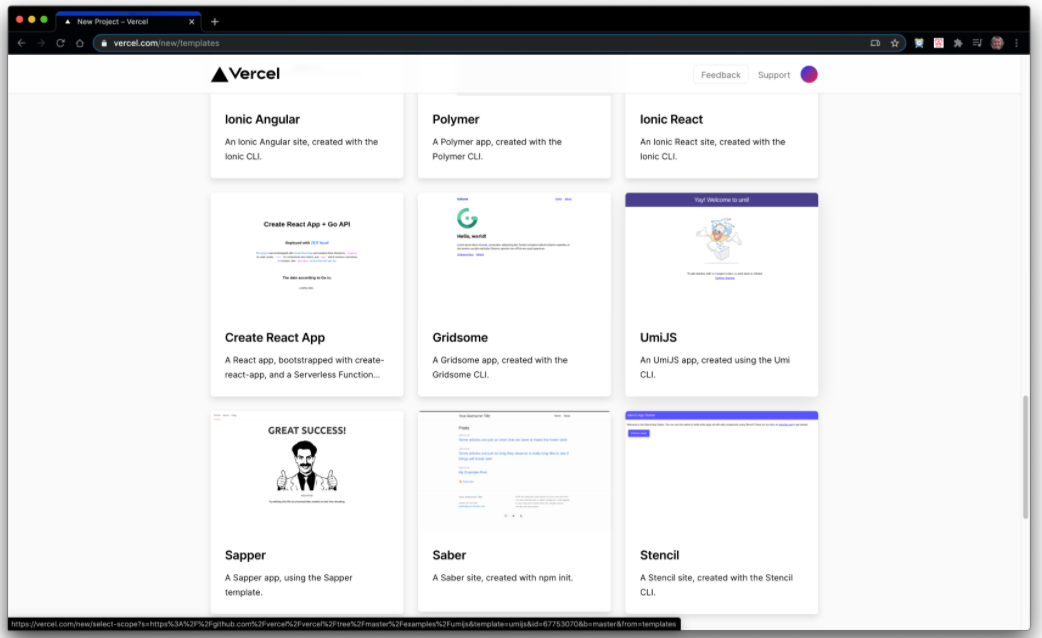 New Project – Vercel
vercel.com/new/templates
Vercel
Feedback
Support
Ionic Angular
An Ionic Angular site, created with the
Ionic CLI.
Polymer
A Polymer app, created with the
Polymer CLI.
Ionic React
An Ionic React site, created with the
Ionic CLI.
Create React App + Go API
The data according to Go is:
Create React App
A React app, bootstrapped with create-
react-app, and a Serverless Function...
Hello, world!
Gridsome
A Gridsome app, created with the
Gridsome CLI.
Yay! Welcome to umi!
UmiJS
An UmiJS app, created using the Umi
CLI.
GREAT SUCCESS!
Sapper
A Sapper app, using the Sapper
template.
Your Awesome Title
Posts
My Example Post
Saber
A Saber site, created with npm init.
Stencil
A Stencil site, created with the Stencil
CLI.
https://vercel.com/new/select-scope?s=https%3A%2F%2Fgithub.com%2Fvercel%2Fvercel%2Ftree%2Fmaster%2Fexamples%2Fumijs&template=umijs&id=67753070&b=master&from=templates